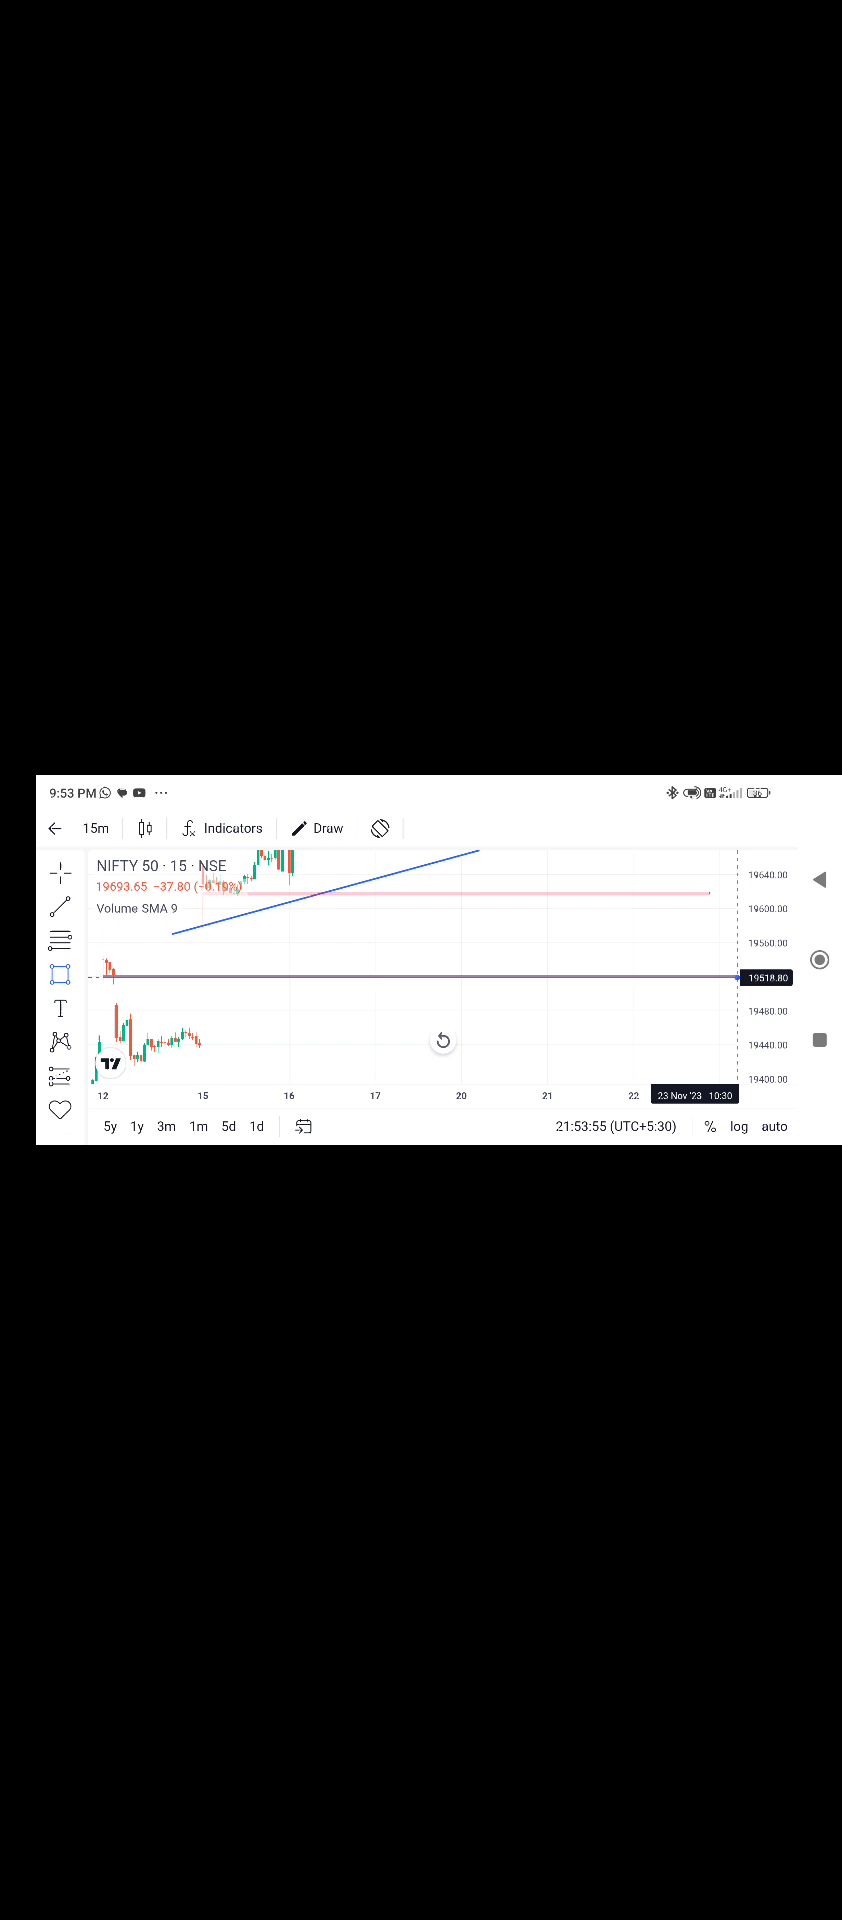 9:53 PM
15m Indicators Draw
NIFTY 50 · 15 · NSE
19693.65 −37.80 (−0.19%)
Volume SMA 9
19640.00
19600.00
19560.00
19518.80
19480.00
19440.00
19400.00
12 15 16 17 20 21 22 23 Nov '23 10:30
5y 1y 3m 1m 5d 1d 21:53:55 (UTC+5:30) % log auto